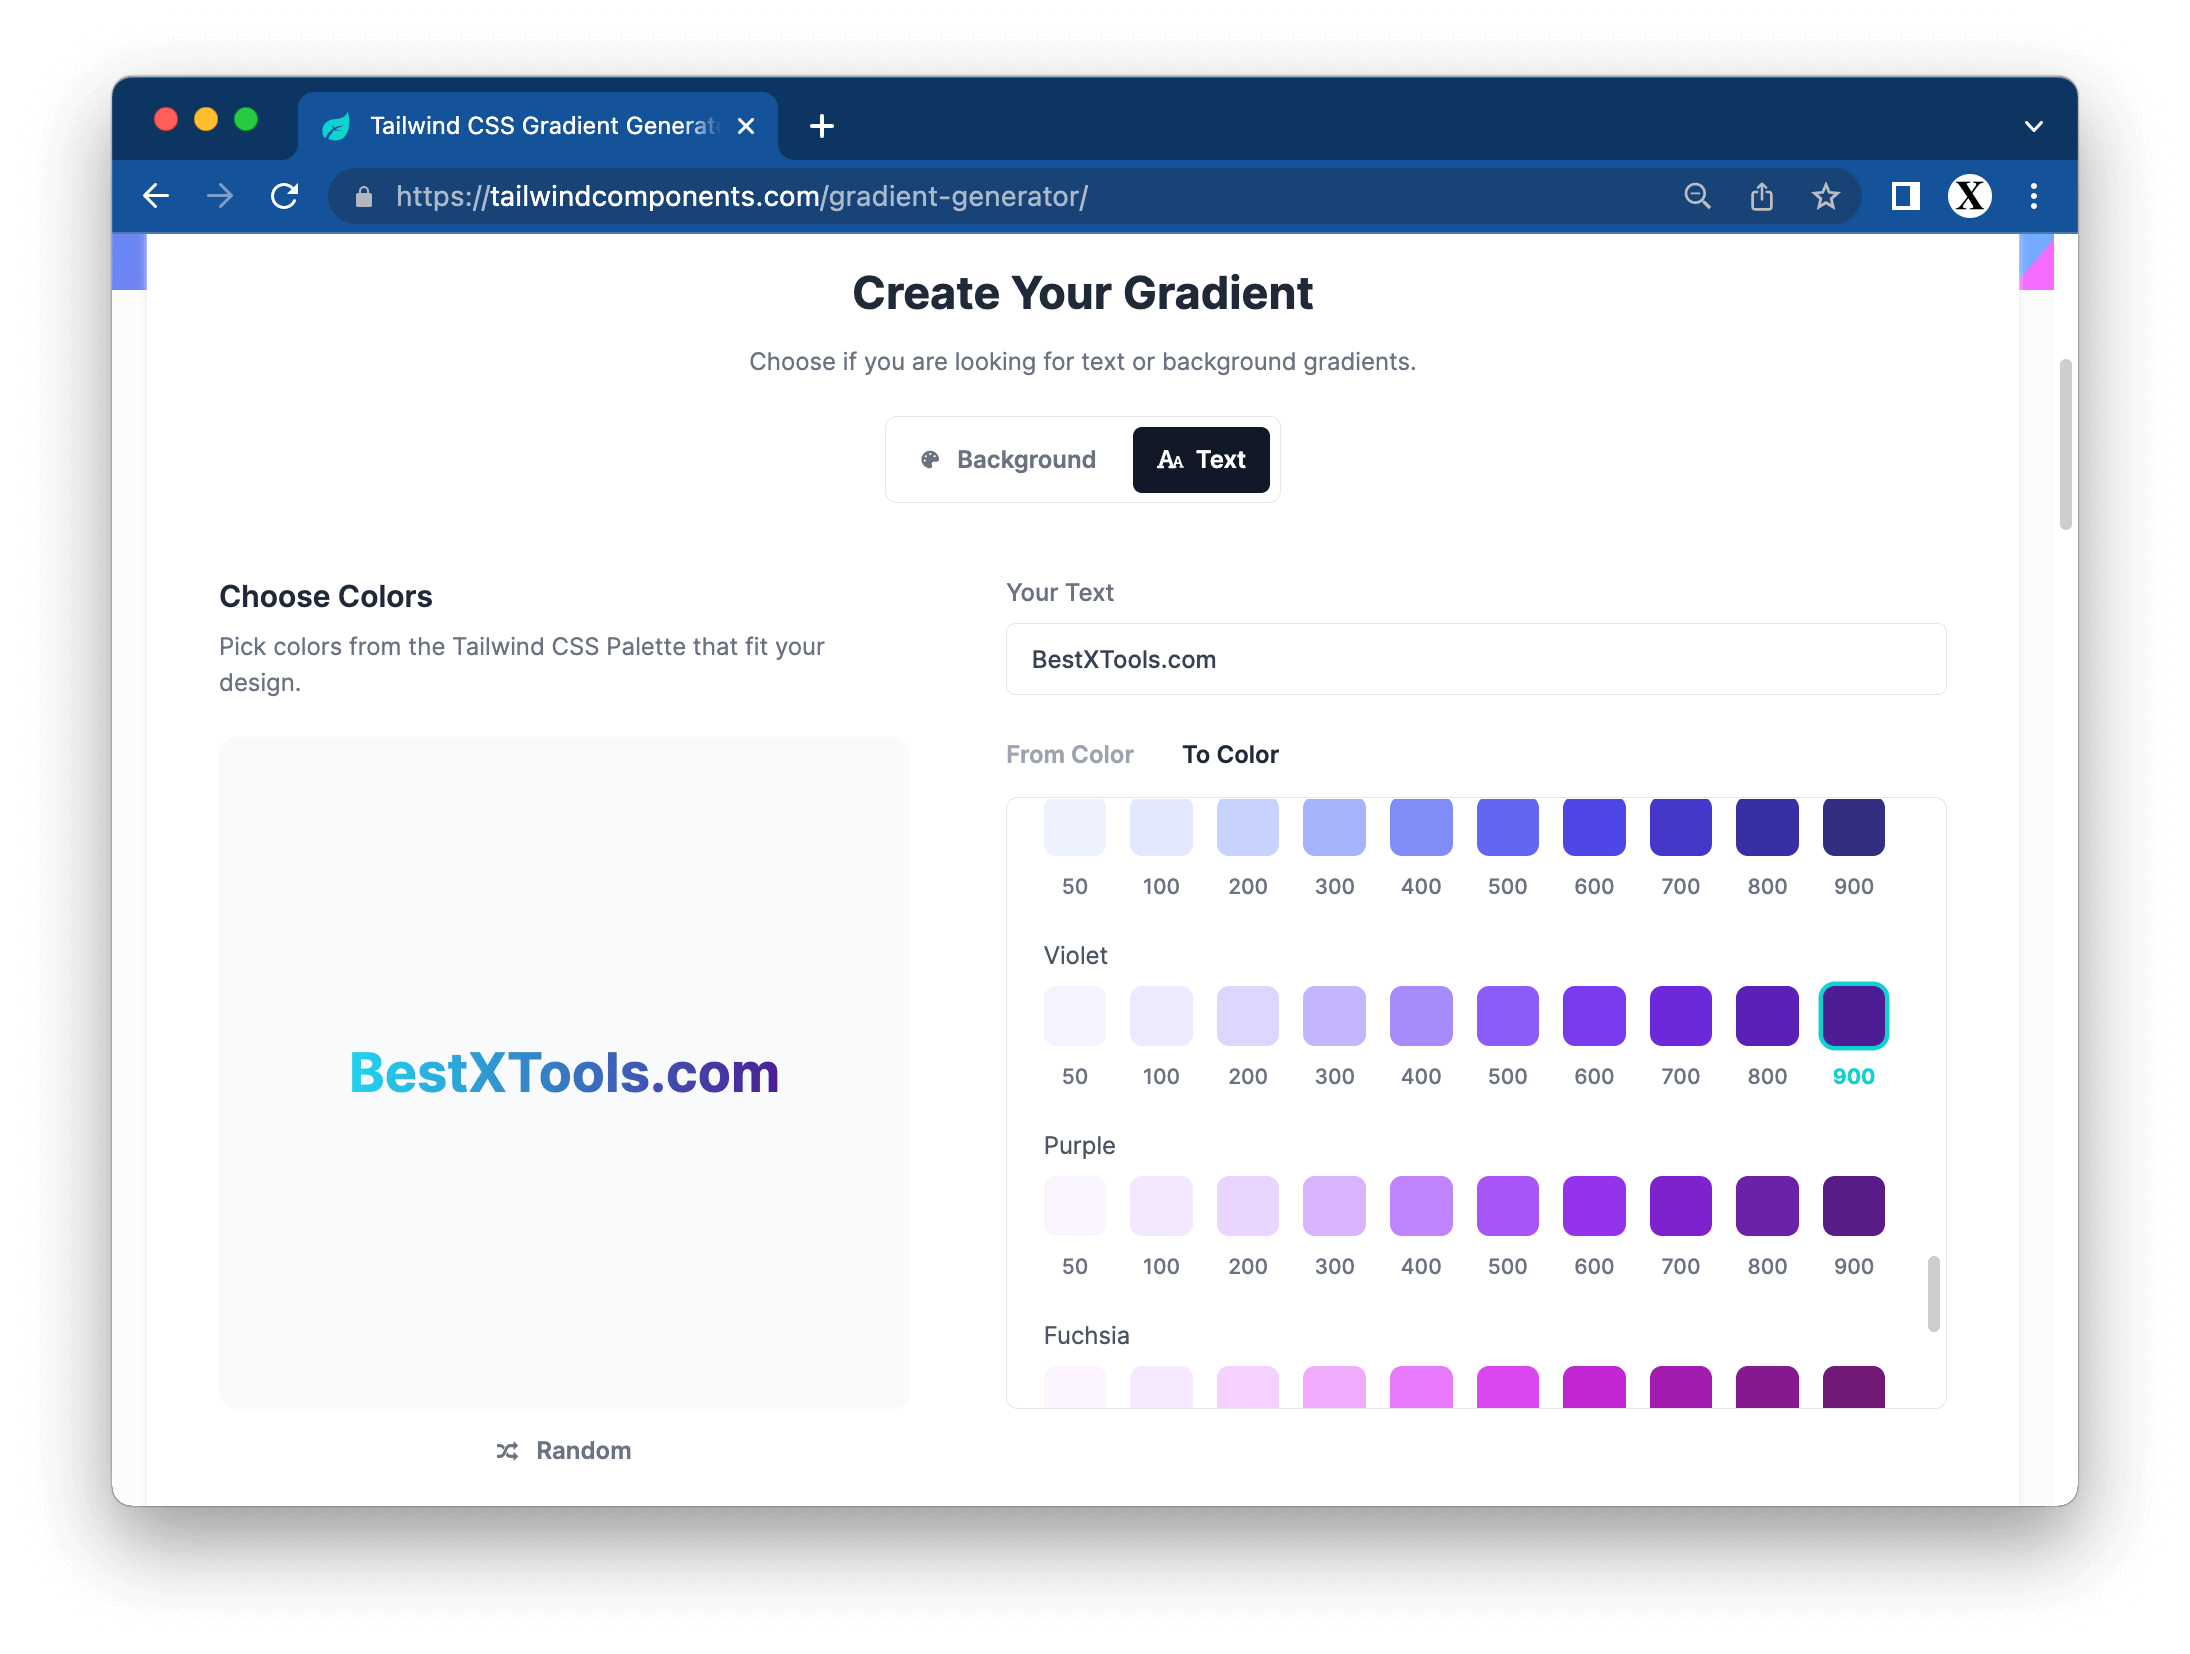 Tailwind CSS Gradient Generat
https://tailwindcomponents.com/gradient-generator/
X
Create Your Gradient
Choose if you are looking for text or background gradients.
Background
AA Text
Choose Colors
Pick colors from the Tailwind CSS Palette that fit your
design.
BestXTools.com
Random
Your Text
BestXTools.com
From Color To Color
50 100 200 300 400 500 600 700 800 900
Violet
50 100 200 300 400 500 600 700 800 900
Purple
50 100 200 300 400 500 600 700 800 900
Fuchsia